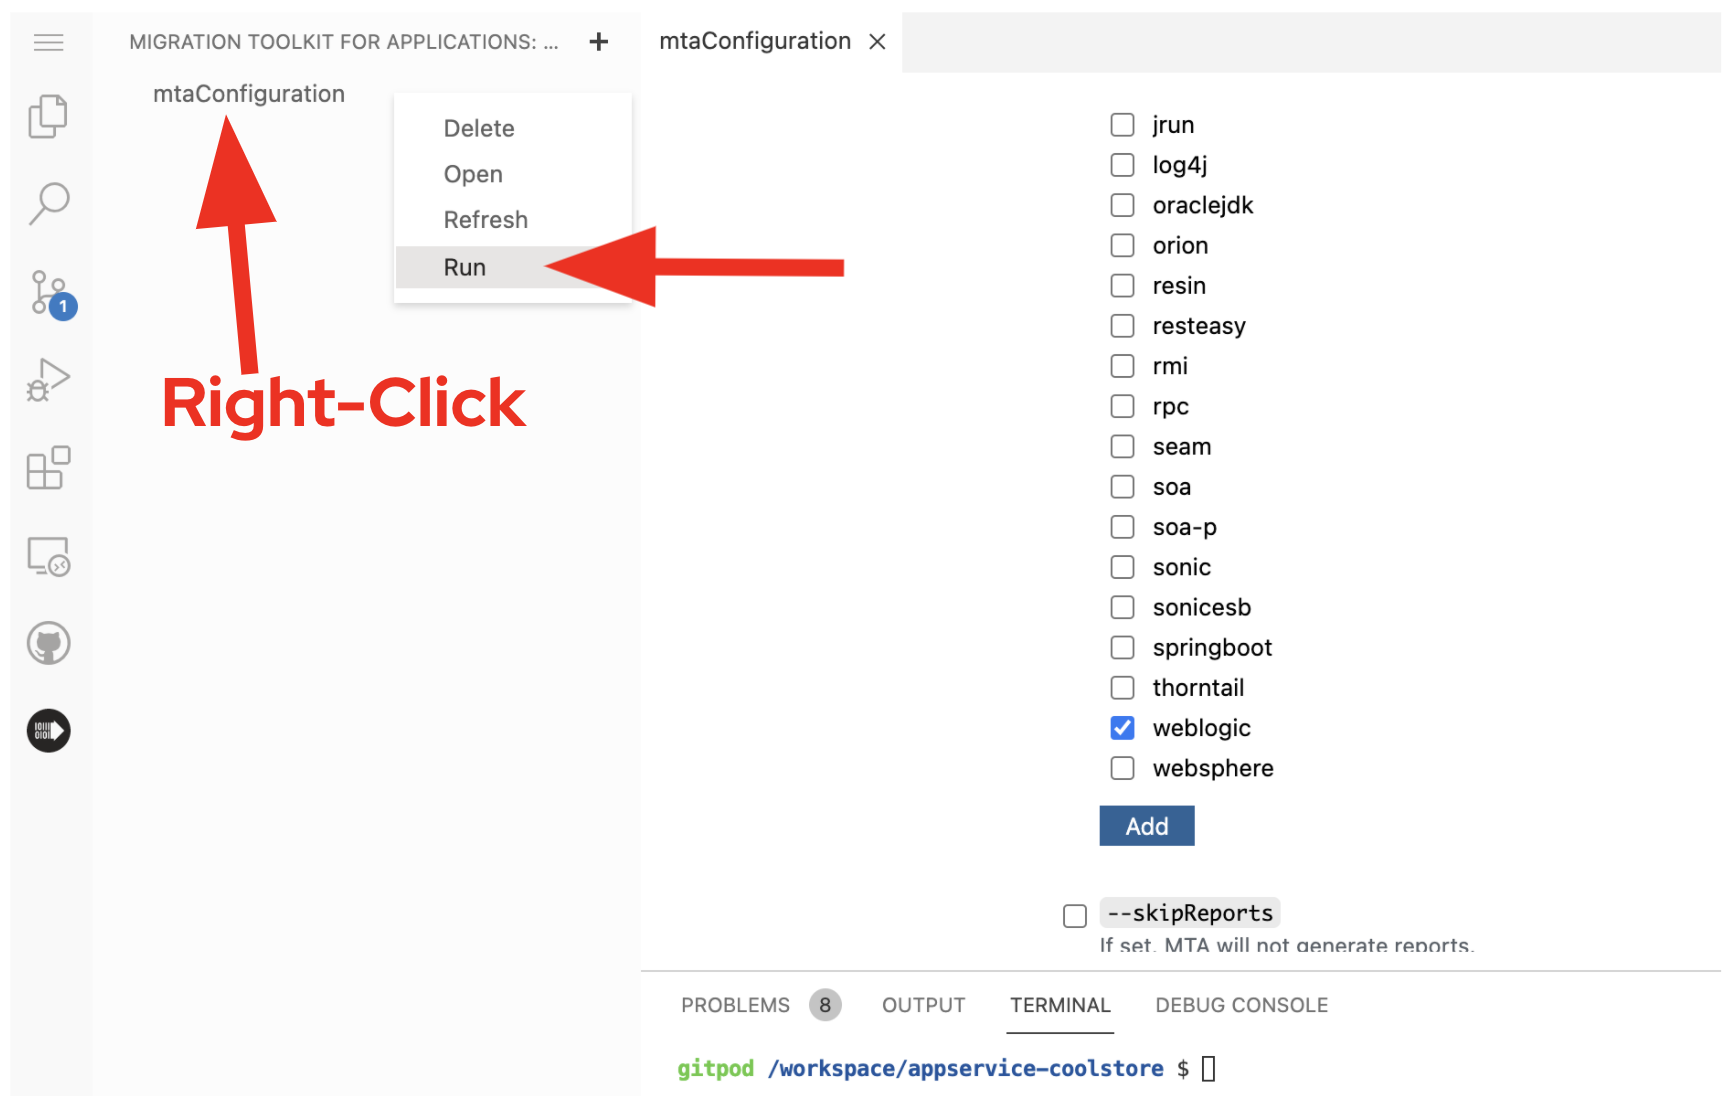 MIGRATION TOOLKIT FOR APPLICATIONS: ...
mtaConfiguration
mtaConfiguration
Delete
Open
Refresh
Run
Right-Click
1
jrun
log4j
oraclejdk
orion
resin
resteasy
rmi
rpc
seam
soa
soa-p
sonic
sonicesb
springboot
thorntail
weblogic
websphere
Add
--skipReports
If set, MTA will not generate reports.
PROBLEMS 8 OUTPUT TERMINAL DEBUG CONSOLE
gitpod /workspace/appservice-coolstore $